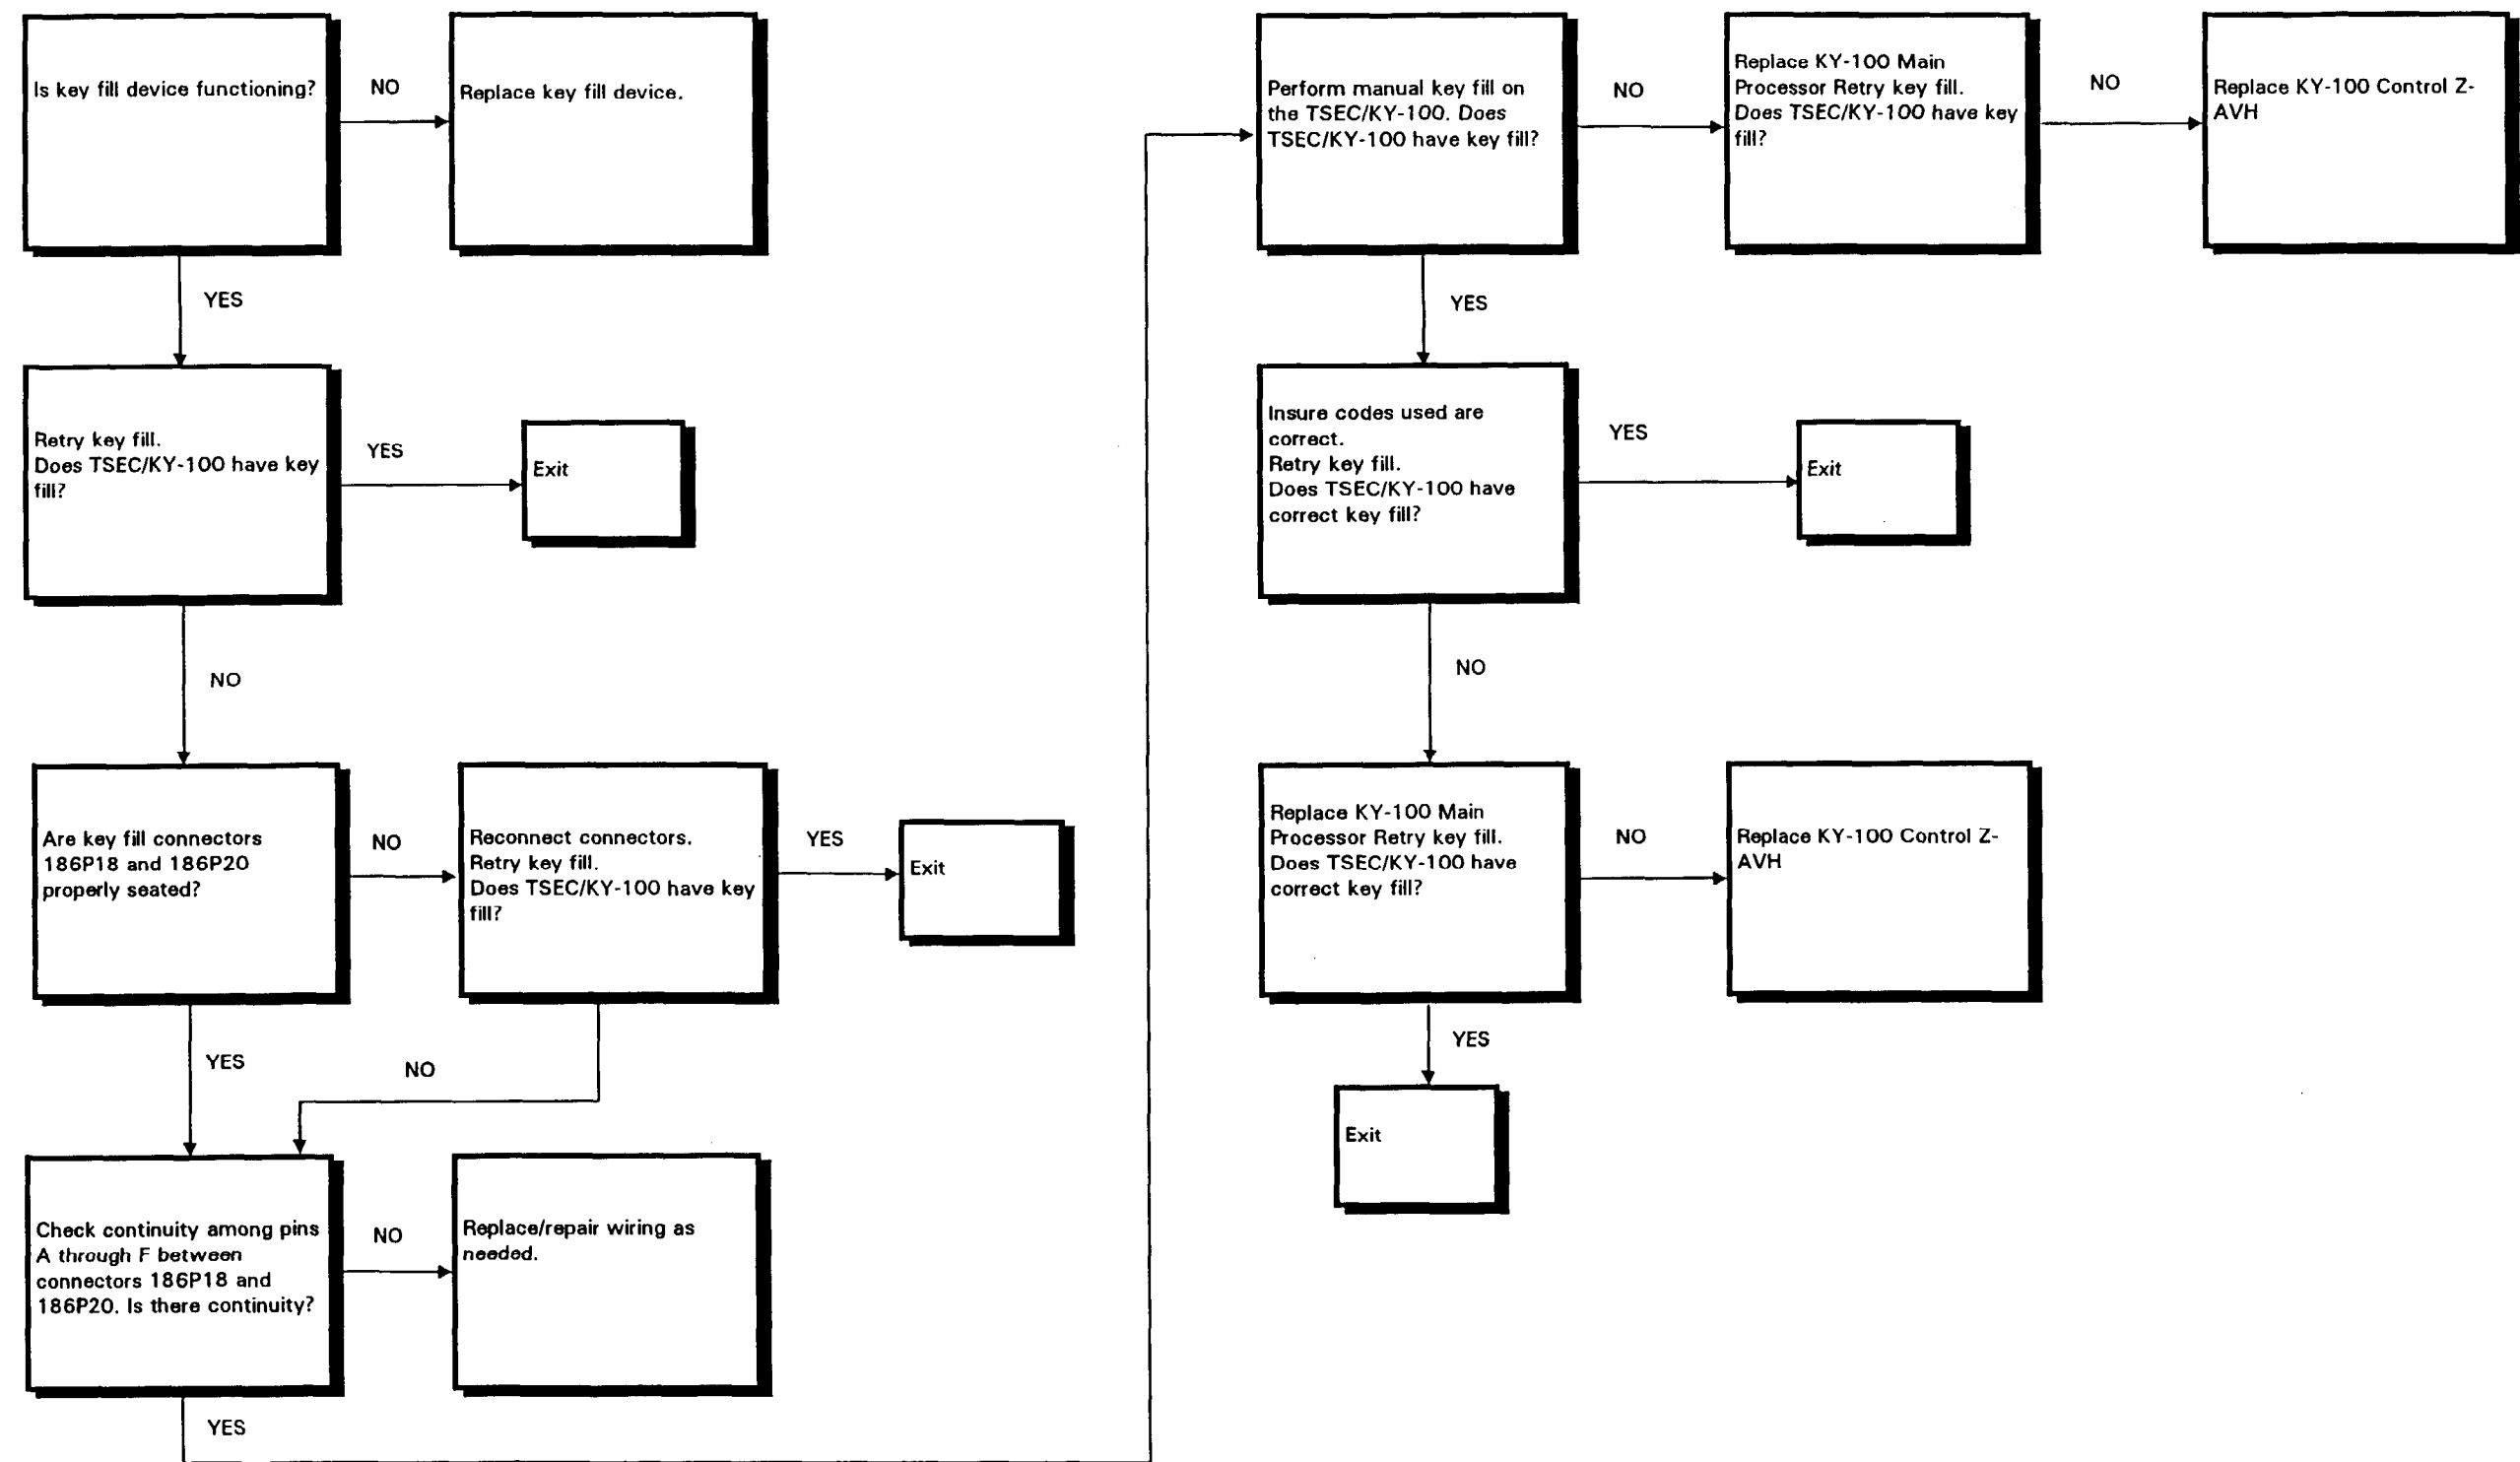 Is key fill device functioning?
NO
Replace key fill device.
YES
Retry key fill.
Does TSEC/KY-100 have key
fill?
YES
Exit
NO
Are key fill connectors
186P18 and 186P20
properly seated?
NO
Reconnect connectors.
Retry key fill.
Does TSEC/KY-100 have key
fill?
YES
Exit
YES
NO
Check continuity among pins
A through F between
connectors 186P18 and
186P20. Is there continuity?
NO
Replace/repair wiring as
needed.
YES
Perform manual key fill on
the TSEC/KY-100. Does
TSEC/KY-100 have key fill?
NO
Replace KY-100 Main
Processor Retry key fill.
Does TSEC/KY-100 have key
fill?
NO
Replace KY-100 Control Z-
AVH
YES
Insure codes used are
correct.
Retry key fill.
Does TSEC/KY-100 have
correct key fill?
YES
Exit
NO
Replace KY-100 Main
Processor Retry key fill.
Does TSEC/KY-100 have
correct key fill?
NO
Replace KY-100 Control Z-
AVH
YES
Exit